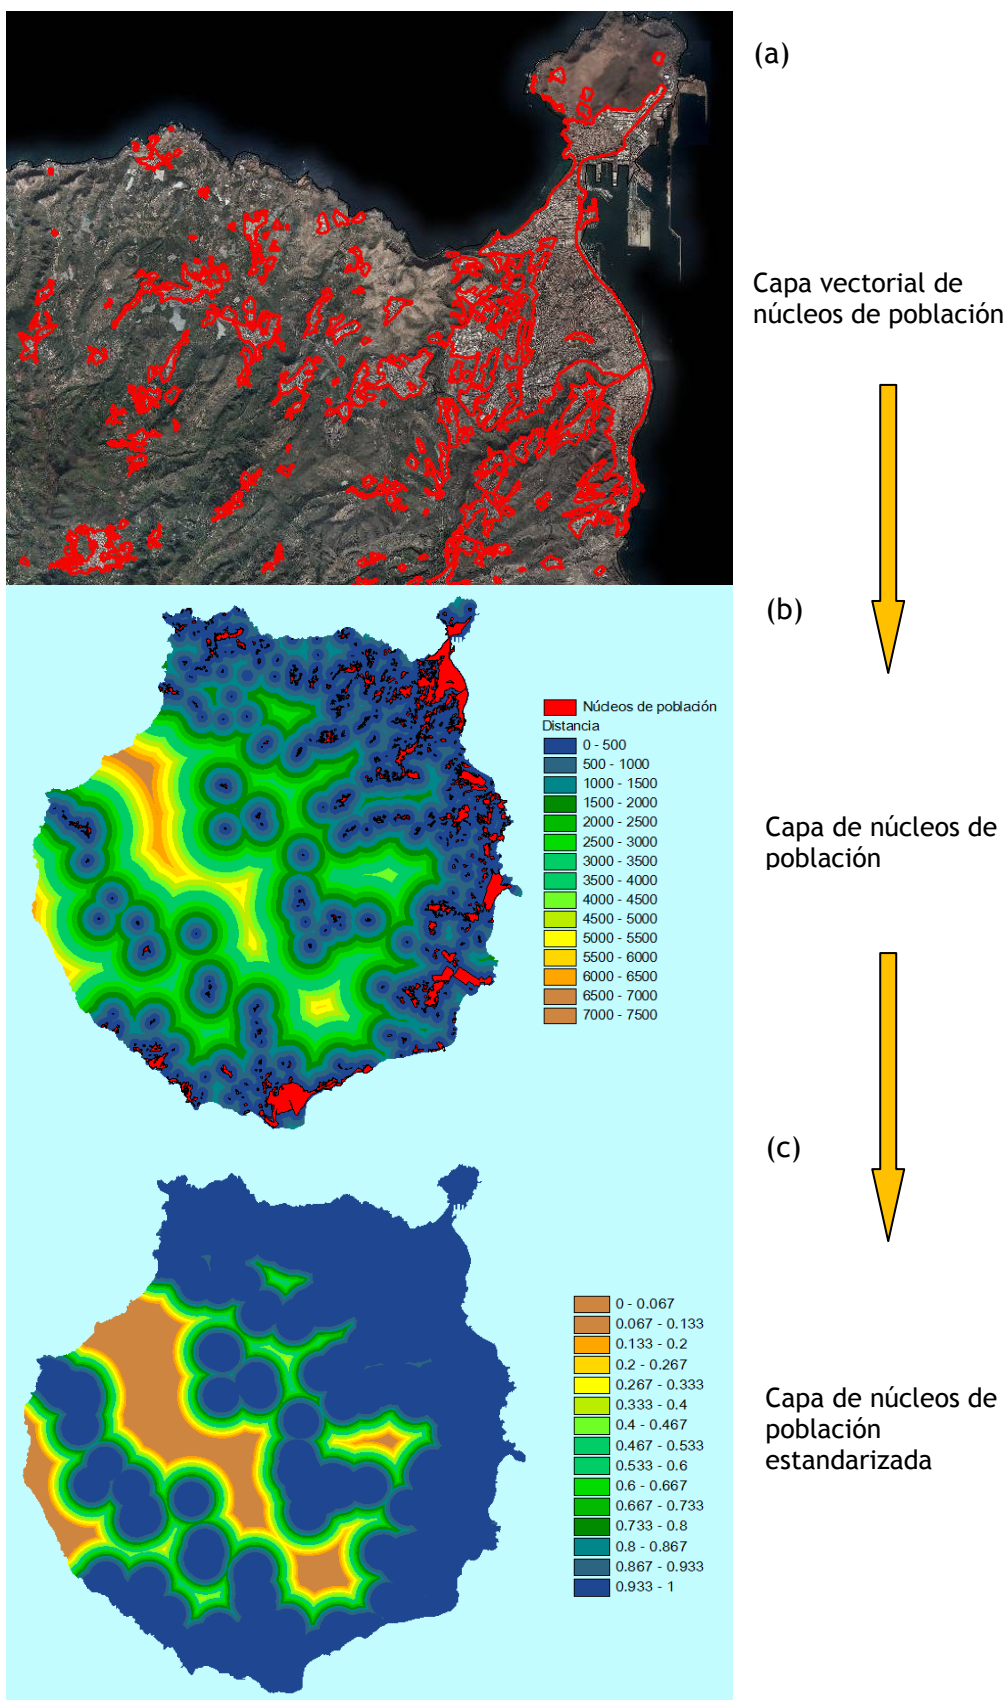 (a)
Capa vectorial de
núcleos de población
(b)
Núcleos de población
Distancia
0 - 500
500 - 1000
1000 - 1500
1500 - 2000
2000 - 2500
2500 - 3000
3000 - 3500
3500 - 4000
4000 - 4500
4500 - 5000
5000 - 5500
5500 - 6000
6000 - 6500
6500 - 7000
7000 - 7500
Capa de núcleos de
población
(c)
0 - 0.067
0.067 - 0.133
0.133 - 0.2
0.2 - 0.267
0.267 - 0.333
0.333 - 0.4
0.4 - 0.467
0.467 - 0.533
0.533 - 0.6
0.6 - 0.667
0.667 - 0.733
0.733 - 0.8
0.8 - 0.867
0.867 - 0.933
0.933 - 1
Capa de núcleos de
población
estandarizada